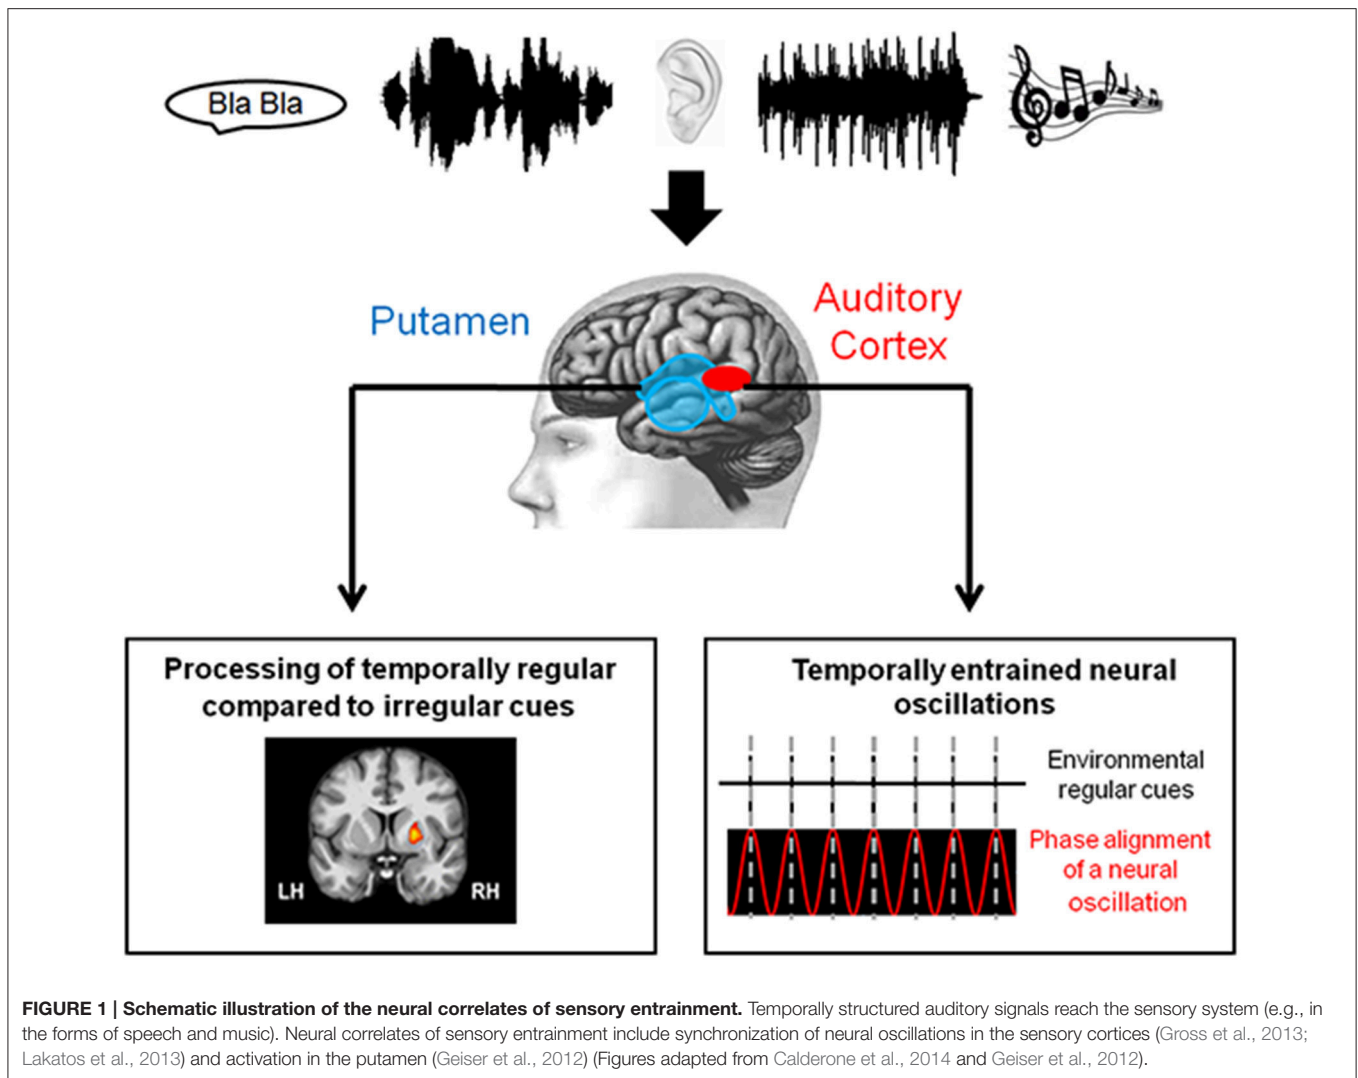 Bla Bla
Putamen
Auditory
Cortex
Processing of temporally regular
compared to irregular cues
LH
RH
Temporally entrained neural
oscillations
Environmental
regular cues
Phase alignment
of a neural
oscillation
FIGURE 1 | Schematic illustration of the neural correlates of sensory entrainment. Temporally structured auditory signals reach the sensory system (e.g., in
the forms of speech and music). Neural correlates of sensory entrainment include synchronization of neural oscillations in the sensory cortices (Gross et al., 2013;
Lakatos et al., 2013) and activation in the putamen (Geiser et al., 2012) (Figures adapted from Calderone et al., 2014 and Geiser et al., 2012).